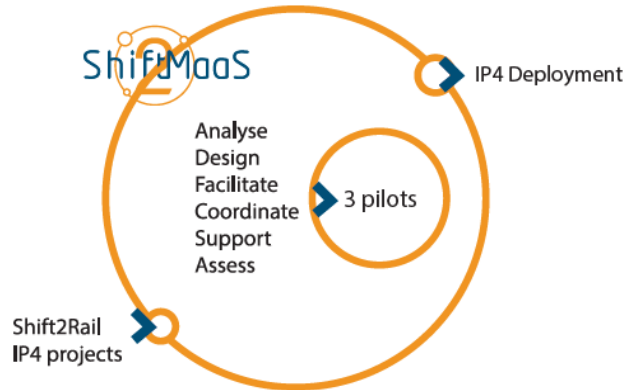 Shift2MaaS
IP4 Deployment
Analyse
Design
Facilitate
Coordinate
Support
Assess
3 pilots
Shift2Rail
IP4 projects